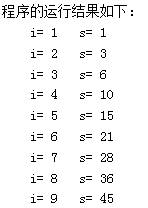 程序的运行结果如下：
i= 1 s= 1
i= 2 s= 3
i= 3 s= 6
i= 4 s= 10
i= 5 s= 15
i= 6 s= 21
i= 7 s= 28
i= 8 s= 36
i= 9 s= 45